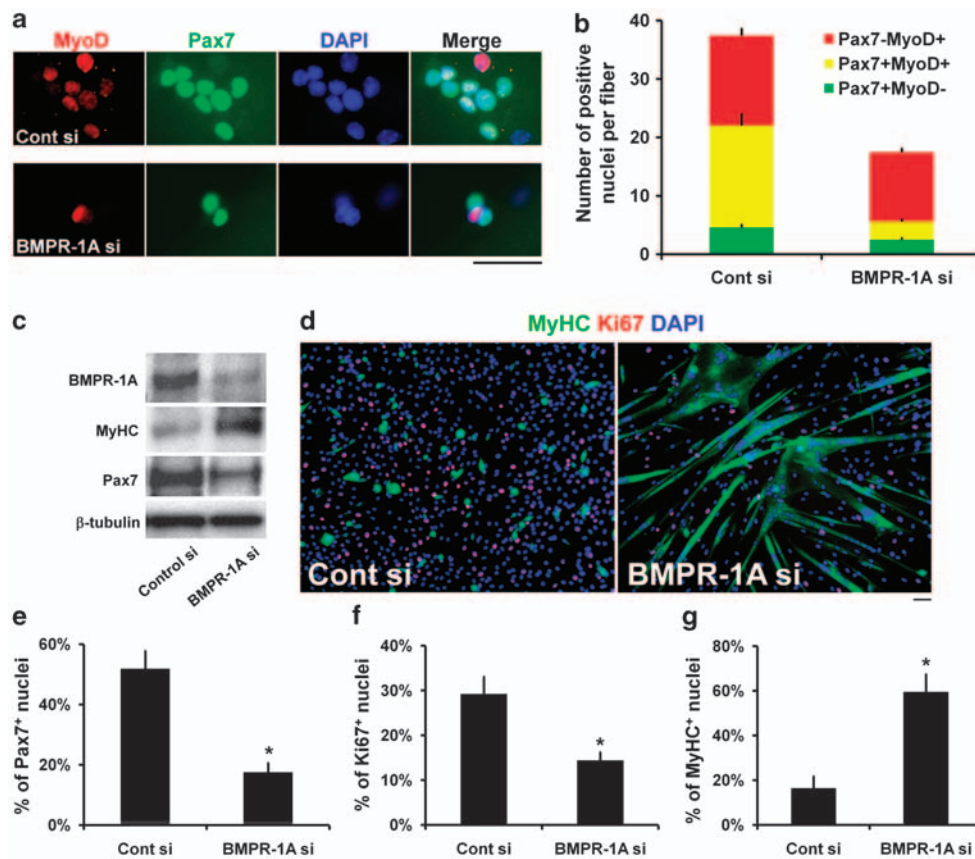 a
MyoD Pax7 DAPI Merge
Cont si
BMPR-1A si
b
Number of positive
nuclei per fiber
40
30
20
10
0
Pax7-MyoD+
Pax7+MyoD+
Pax7+MyoD-
Cont si BMPR-1A si
c
BMPR-1A
MyHC
Pax7
β-tubulin
Control si
BMPR-1A si
d
MyHC Ki67 DAPI
Cont si
BMPR-1A si
e
% of Pax7+ nuclei
60%
40%
20%
0%
*
Cont si BMPR-1A si
f
% of Ki67+ nuclei
40%
30%
20%
10%
0%
*
Cont si BMPR-1A si
g
% of MyHC+ nuclei
80%
60%
40%
20%
0%
*
Cont si BMPR-1A si